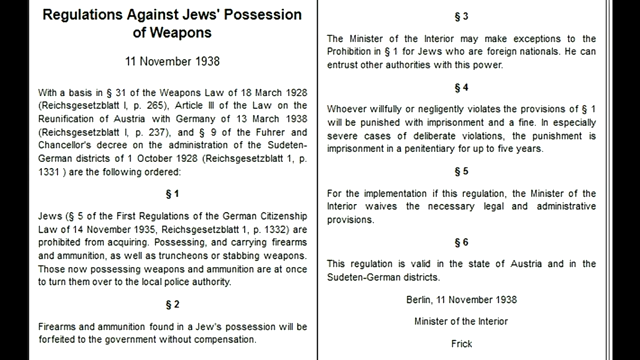 Regulations Against Jews' Possession
of Weapons
11 November 1938
With a basis in § 31 of the Weapons Law of 18 March 1928
(Reichsgesetzblatt I, p. 265), Article III of the Law on the
Reunification of Austria with Germany of 13 March 1938
(Reichsgesetzblatt I, p. 237), and § 9 of the Fuhrer and
Chancellor's decree on the administration of the Sudeten-
German districts of 1 October 1928 (Reichsgesetzblatt 1, p.
1331 ) are the following ordered:
§ 1
Jews (§ 5 of the First Regulations of the German Citizenship
Law of 14 November 1935, Reichsgesetzblatt 1, p. 1332) are
prohibited from acquiring. Possessing, and carrying firearms
and ammunition, as well as truncheons or stabbing weapons.
Those now possessing weapons and ammunition are at once
to turn them over to the local police authority.
§ 2
Firearms and ammunition found in a Jew's possession will be
forfeited to the government without compensation.
§ 3
The Minister of the Interior may make exceptions to the
Prohibition in § 1 for Jews who are foreign nationals. He can
entrust other authorities with this power.
§ 4
Whoever willfully or negligently violates the provisions of § 1
will be punished with imprisonment and a fine. In especially
severe cases of deliberate violations, the punishment is
imprisonment in a penitentiary for up to five years.
§ 5
For the implementation if this regulation, the Minister of the
Interior waives the necessary legal and administrative
provisions.
§ 6
This regulation is valid in the state of Austria and in the
Sudeten-German districts.
Berlin, 11 November 1938
Minister of the Interior
Frick